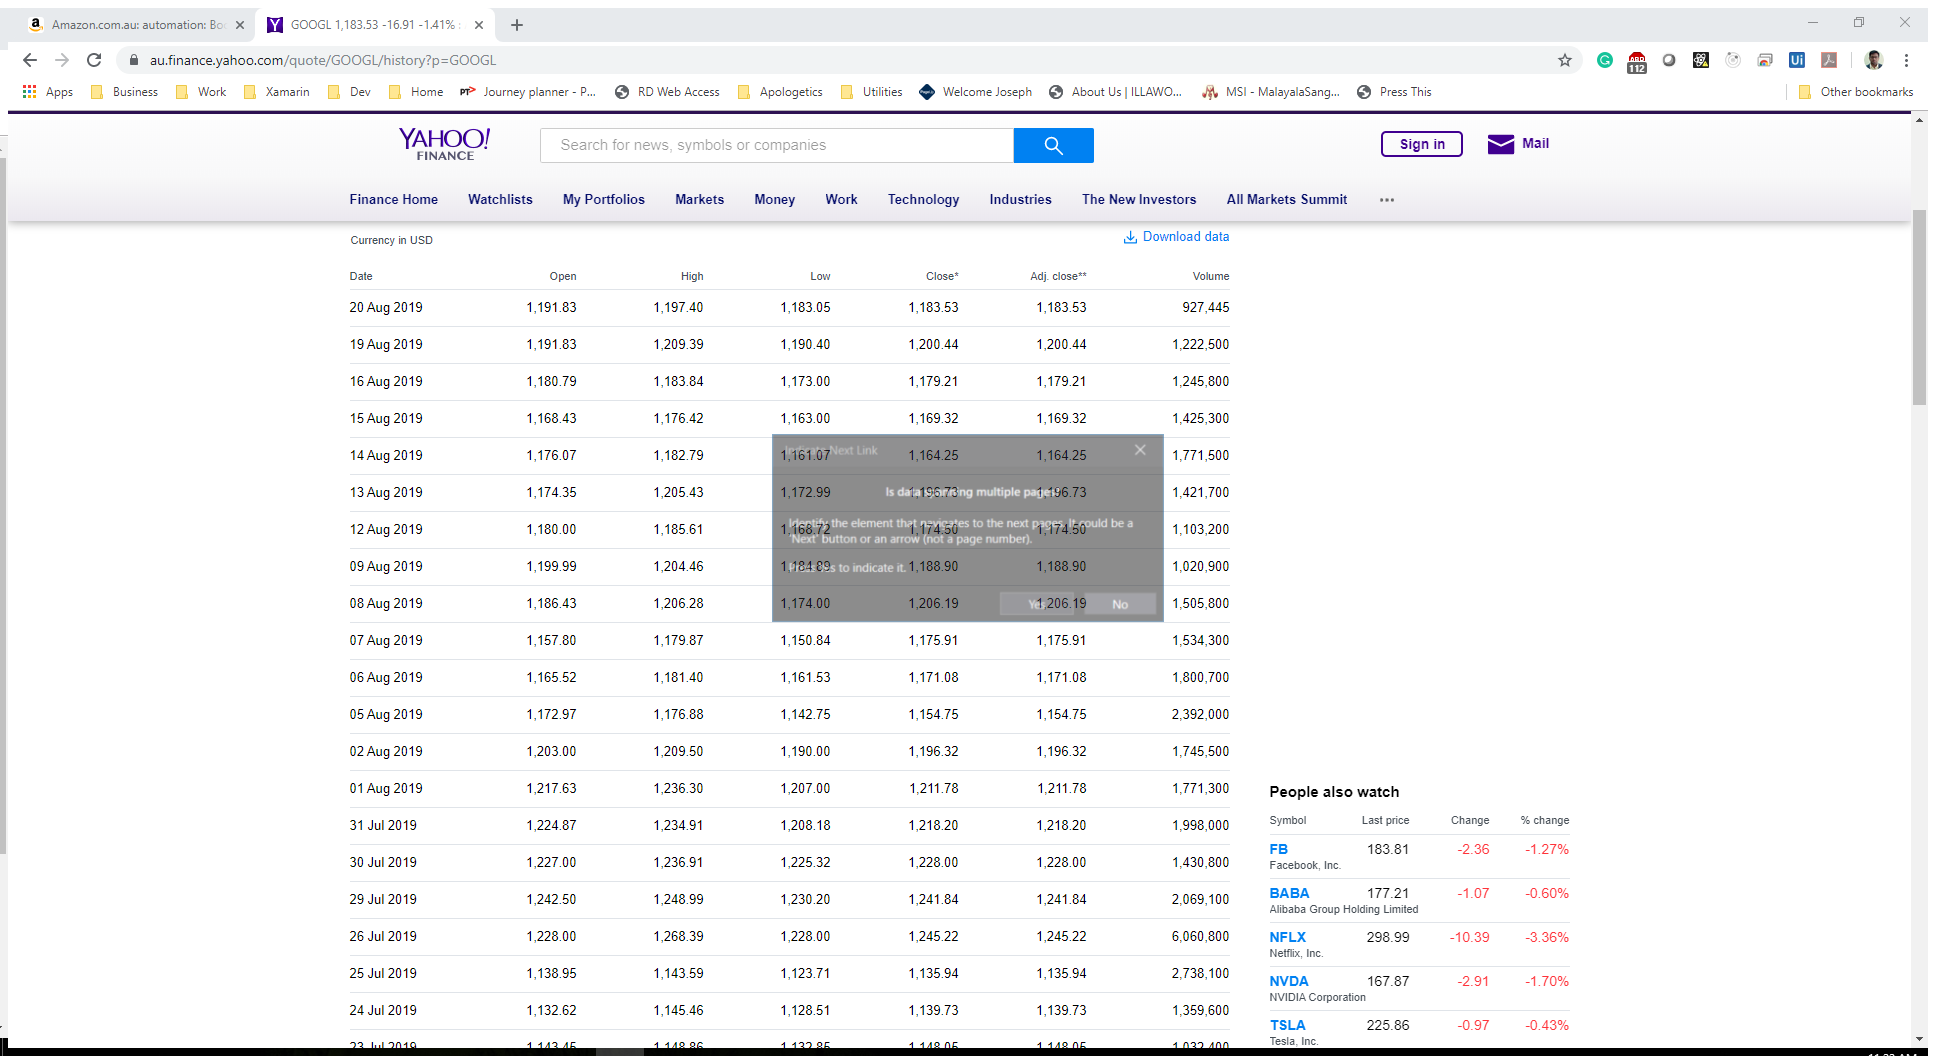 Amazon.com.au: automation: Bo
GOOGL 1,183.53 -16.91 -1.41%
au.finance.yahoo.com/quote/GOOGL/history?p=GOOGL
ABP 112 Ui
Apps Business Work Xamarin Dev Home PT> Journey planner - P... RD Web Access Apologetics Utilities Welcome Joseph About Us | ILLAWO... MSI - MalayalaSang... Press This Other bookmarks
YAHOO!
FINANCE
Search for news, symbols or companies
Sign in Mail
Finance Home Watchlists My Portfolios Markets Money Work Technology Industries The New Investors All Markets Summit ...
Currency in USD Download data
Date Open High Low Close* Adj. close** Volume
20 Aug 2019 1,191.83 1,197.40 1,183.05 1,183.53 1,183.53 927,445
19 Aug 2019 1,191.83 1,209.39 1,190.40 1,200.44 1,200.44 1,222,500
16 Aug 2019 1,180.79 1,183.84 1,173.00 1,179.21 1,179.21 1,245,800
15 Aug 2019 1,168.43 1,176.42 1,163.00 1,169.32 1,169.32 1,425,300
Indicate Next Link
14 Aug 2019 1,176.07 1,182.79 1,161.07 1,164.25 1,164.25 1,771,500
13 Aug 2019 1,174.35 1,205.43 1,172.99 1,196.73 1,196.73 1,421,700
Is data spanning multiple pages?
Identify the element that navigates to the next pages. It could be a
12 Aug 2019 1,180.00 1,185.61 1,168.72 1,174.50 1,174.50 1,103,200
'Next' button or an arrow (not a page number).
09 Aug 2019 1,199.99 1,204.46 1,184.89 1,188.90 1,188.90 1,020,900
Press Yes to indicate it.
08 Aug 2019 1,186.43 1,206.28 1,174.00 1,206.19 1,206.19 1,505,800
Yes No
07 Aug 2019 1,157.80 1,179.87 1,150.84 1,175.91 1,175.91 1,534,300
06 Aug 2019 1,165.52 1,181.40 1,161.53 1,171.08 1,171.08 1,800,700
05 Aug 2019 1,172.97 1,176.88 1,142.75 1,154.75 1,154.75 2,392,000
02 Aug 2019 1,203.00 1,209.50 1,190.00 1,196.32 1,196.32 1,745,500
01 Aug 2019 1,217.63 1,236.30 1,207.00 1,211.78 1,211.78 1,771,300
31 Jul 2019 1,224.87 1,234.91 1,208.18 1,218.20 1,218.20 1,998,000
30 Jul 2019 1,227.00 1,236.91 1,225.32 1,228.00 1,228.00 1,430,800
29 Jul 2019 1,242.50 1,248.99 1,230.20 1,241.84 1,241.84 2,069,100
26 Jul 2019 1,228.00 1,268.39 1,228.00 1,245.22 1,245.22 6,060,800
25 Jul 2019 1,138.95 1,143.59 1,123.71 1,135.94 1,135.94 2,738,100
24 Jul 2019 1,132.62 1,145.46 1,128.51 1,139.73 1,139.73 1,359,600
23 Jul 2019 1,143.45 1,148.86 1,132.85 1,148.05 1,148.05 1,032,400
People also watch
Symbol Last price Change % change
FB 183.81 -2.36 -1.27%
Facebook, Inc.
BABA 177.21 -1.07 -0.60%
Alibaba Group Holding Limited
NFLX 298.99 -10.39 -3.36%
Netflix, Inc.
NVDA 167.87 -2.91 -1.70%
NVIDIA Corporation
TSLA 225.86 -0.97 -0.43%
Tesla, Inc.